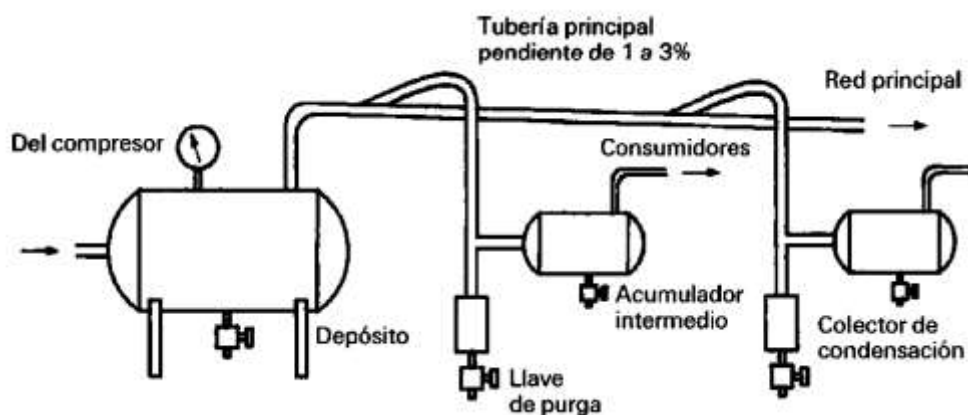 Tubería principal
pendiente de 1 a 3%
Red principal
Del compresor
Consumidores
Depósito
Acumulador
intermedio
Colector de
condensación
Llave
de purga